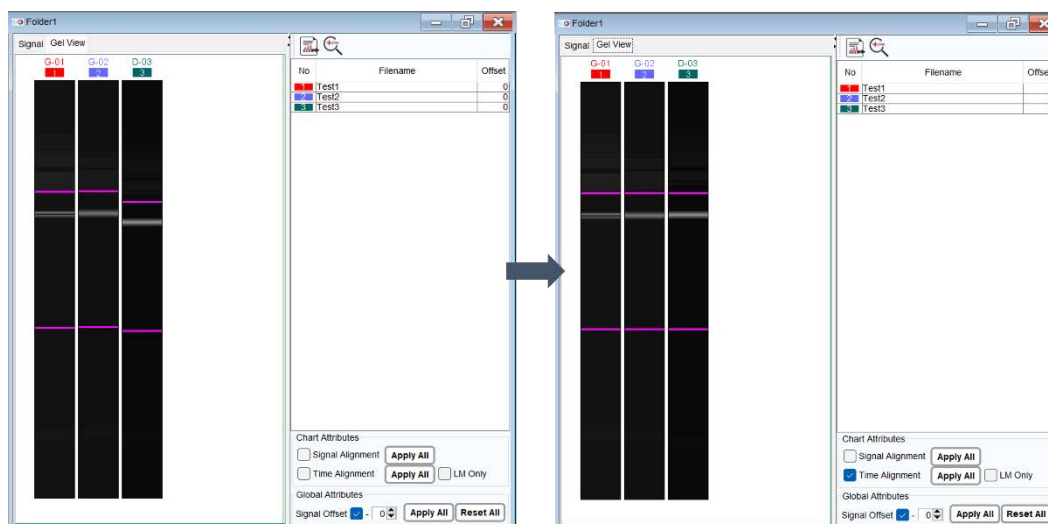 Folder1
Signal Gel View
G-01 G-02 D-03
1 2 3
No Filename Offset
1 Test1 0
2 Test2 0
3 Test3 0
Chart Attributes
Signal Alignment Apply All
Time Alignment Apply All LM Only
Global Attributes
Signal Offset - 0 Apply All Reset All
Folder1
Signal Gel View
G-01 G-02 D-03
1 2 3
No Filename Offse
1 Test1
2 Test2
3 Test3
Chart Attributes
Signal Alignment Apply All
Time Alignment Apply All LM Only
Global Attributes
Signal Offset - 0 Apply All Reset All